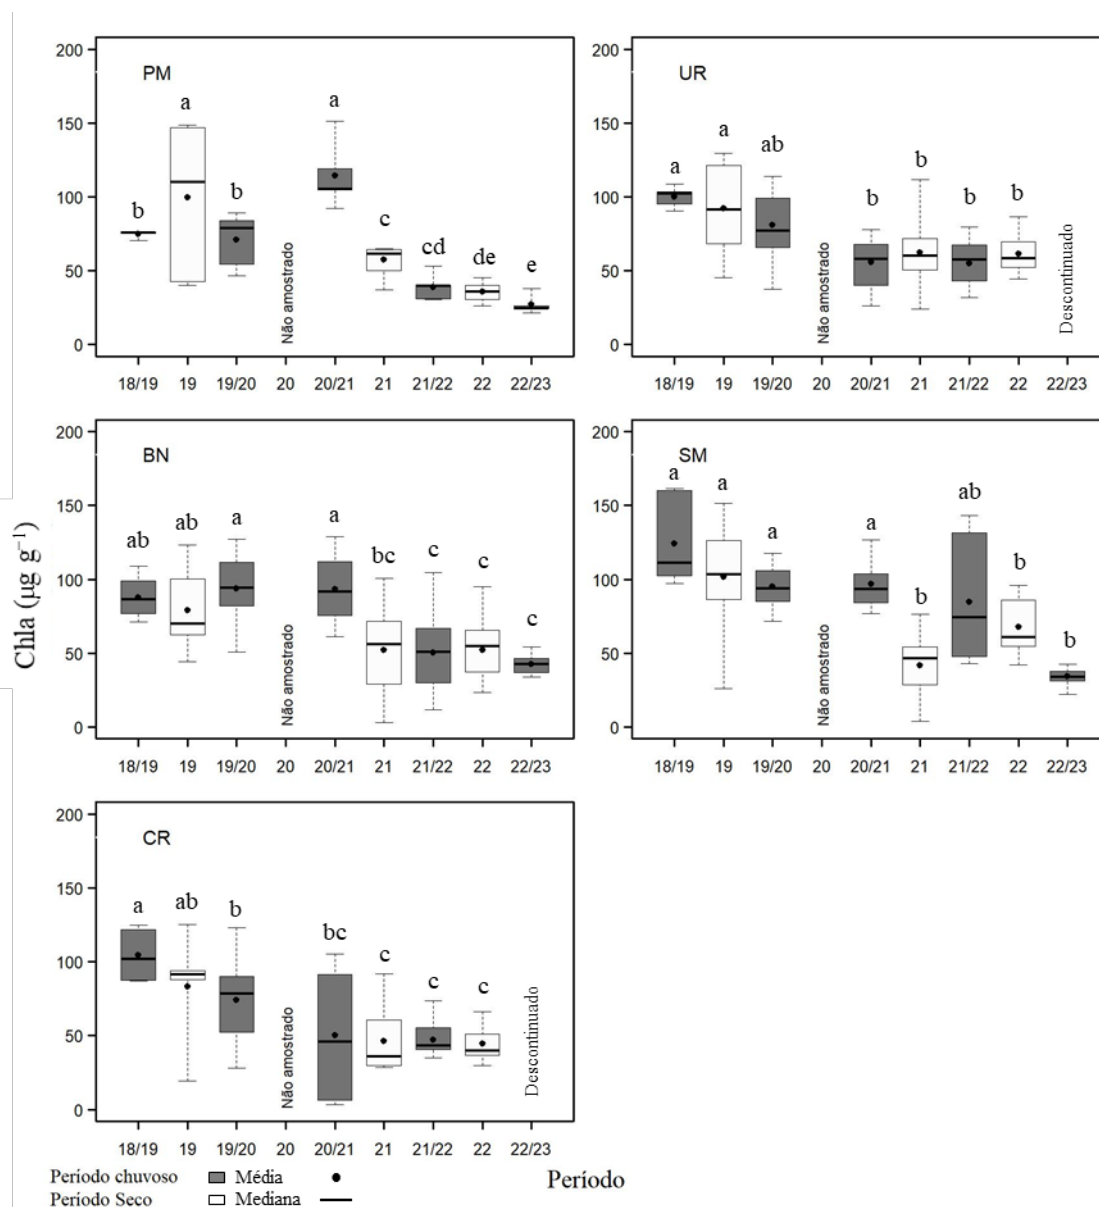 Chla (µg g⁻¹)
PM
200
150
100
50
0
b
a
b
a
c
cd
de
e
Não amostrado
18/19 19 19/20 20 20/21 21 21/22 22 22/23
UR
200
150
100
50
0
a
a
ab
b
b
b
b
Não amostrado
Descontinuado
18/19 19 19/20 20 20/21 21 21/22 22 22/23
BN
200
150
100
50
0
ab
ab
a
a
bc
c
c
c
Não amostrado
18/19 19 19/20 20 20/21 21 21/22 22 22/23
SM
200
150
100
50
0
a
a
a
a
b
ab
b
b
Não amostrado
18/19 19 19/20 20 20/21 21 21/22 22 22/23
CR
200
150
100
50
0
a
ab
b
bc
c
c
c
Não amostrado
Descontinuado
18/19 19 19/20 20 20/21 21 21/22 22 22/23
Período chuvoso Média
Período Seco Mediana
Período